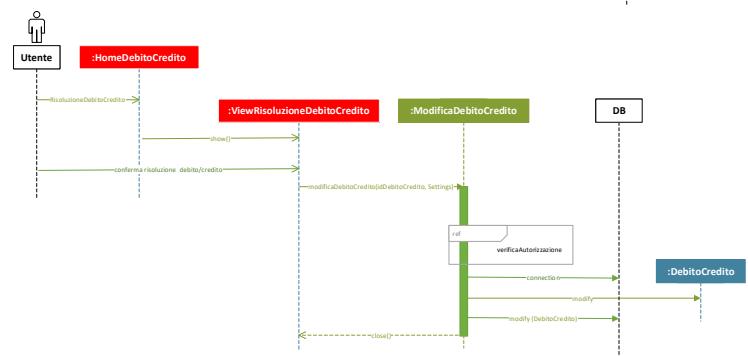 Utente
:HomeDebitoCredito
RisoluzioneDebitoCredito
:ViewRisoluzioneDebitoCredito
:ModificaDebitoCredito
DB
show()
conferma risoluzione debito/credito
modificaDebitoCredito(idDebitoCredito, Settings)
ref
verificaAutorizzazione
:DebitoCredito
connection
modify
modify (DebitoCredito)
close()